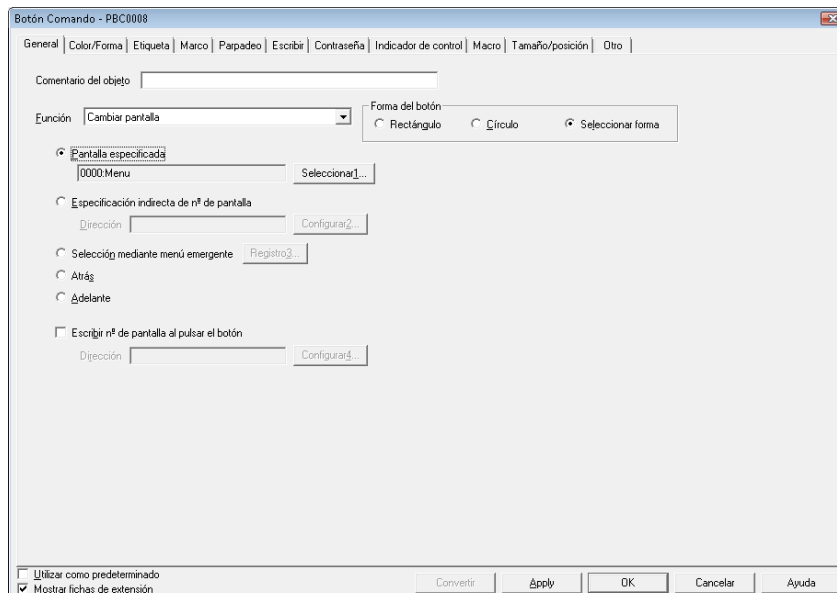 Botón Comando - PBC0008
General Color/Forma Etiqueta Marco Parpadeo Escribir Contraseña Indicador de control Macro Tamaño/posición Otro
Comentario del objeto
Forma del botón
Función Cambiar pantalla Rectángulo Círculo Seleccionar forma
Pantalla especificada
0000:Menu Seleccionar1...
Especificación indirecta de nº de pantalla
Dirección Configurar2...
Selección mediante menú emergente Registro3...
Atrás
Adelante
Escribir nº de pantalla al pulsar el botón
Dirección Configurar4...
Utilizar como predeterminado
Mostrar fichas de extensión
Convertir Apply OK Cancelar Ayuda